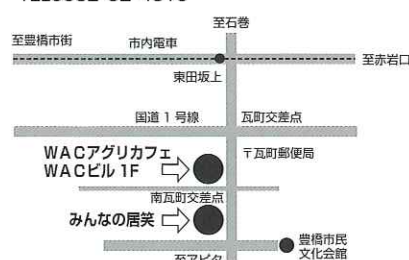 至石巻
至豊橋市街
市内電車
至赤岩口
東田坂上
国道1号線
瓦町交差点
WACアグリカフェ
WACビル 1F
〒瓦町郵便局
南瓦町交差点
みんなの居笑
豊橋市民
文化会館